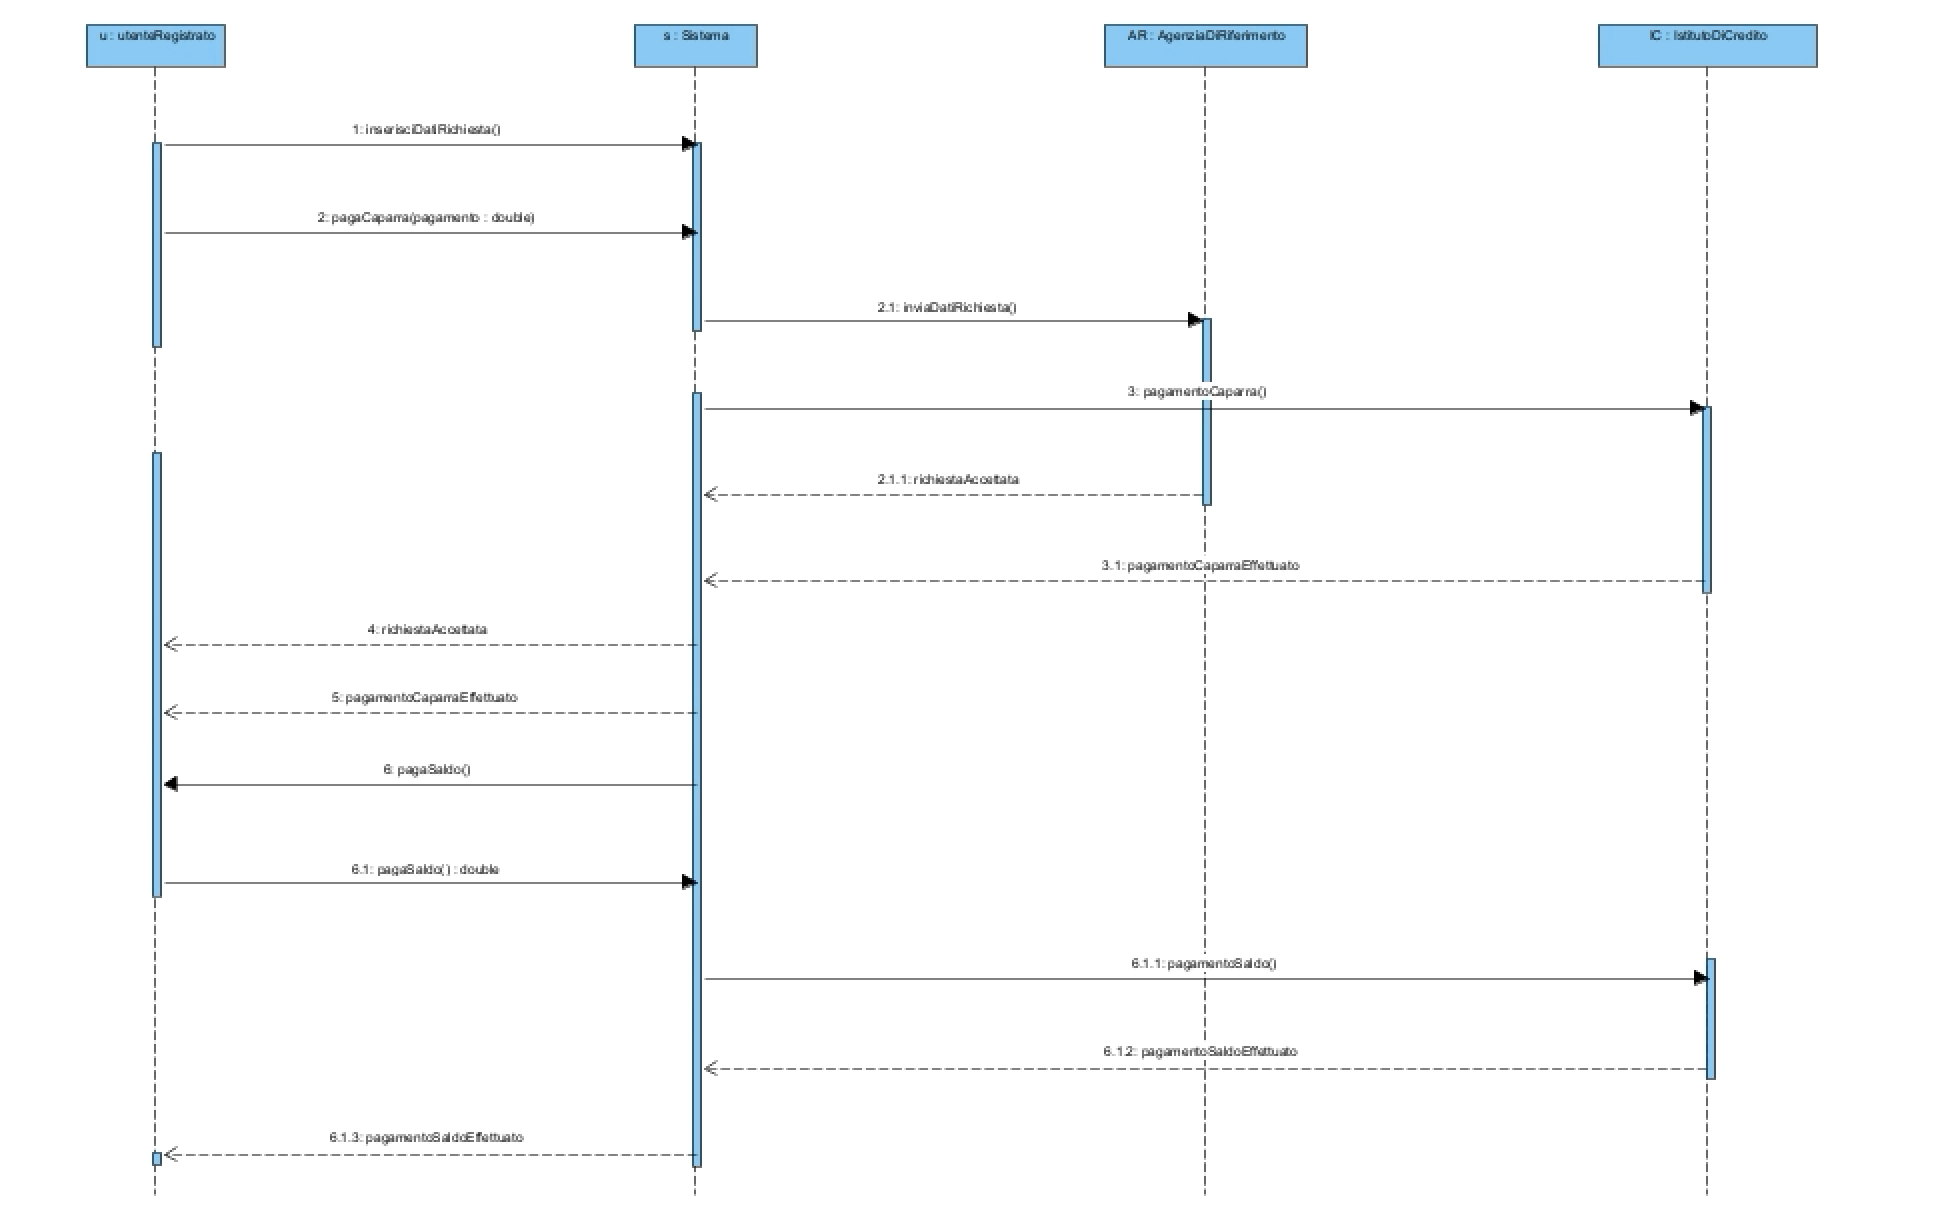 u : utenteRegistrato
s : Sistema
AR : AgenziaDiRiferimento
IC : IstitutoDiCredito
1: inserisciDatiRichiesta()
2: pagaCaparra(pagamento : double)
2.1: inviaDatiRichiesta()
3: pagamentoCaparra()
2.1.1: richiestaAccettata
3.1: pagamentoCaparraEffettuato
4: richiestaAccettata
5: pagamentoCaparraEffettuato
6: pagaSaldo()
6.1: pagaSaldo() : double
6.1.1: pagamentoSaldo()
6.1.2: pagamentoSaldoEffettuato
6.1.3: pagamentoSaldoEffettuato